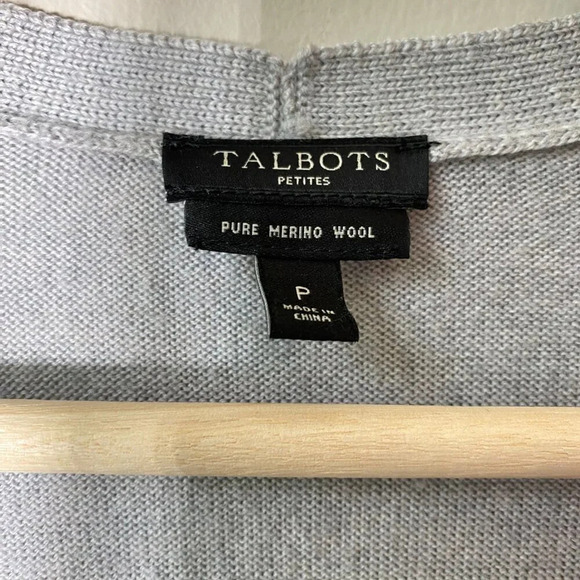 TALBOTS
PETITES
PURE MERINO WOOL
P
MADE IN
CHINA